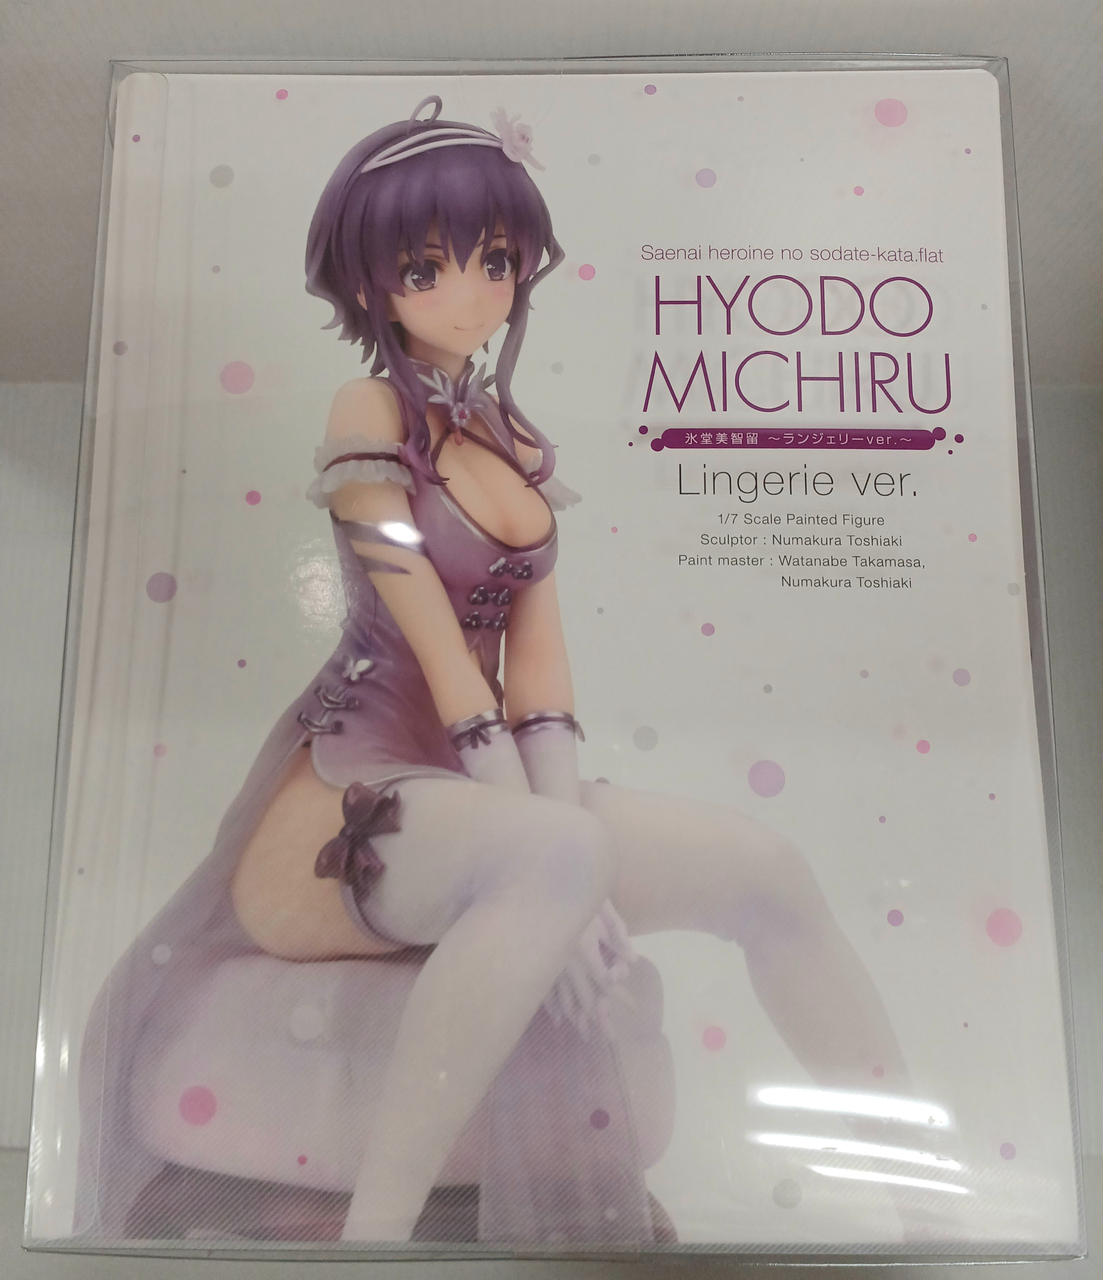 Saenai heroine no sodate-kata.flat
HYODO
MICHIRU
氷堂美智留 ～ランジェリーver.～
Lingerie ver.
1/7 Scale Painted Figure
Sculptor : Numakura Toshiaki
Paint master : Watanabe Takamasa,
Numakura Toshiaki